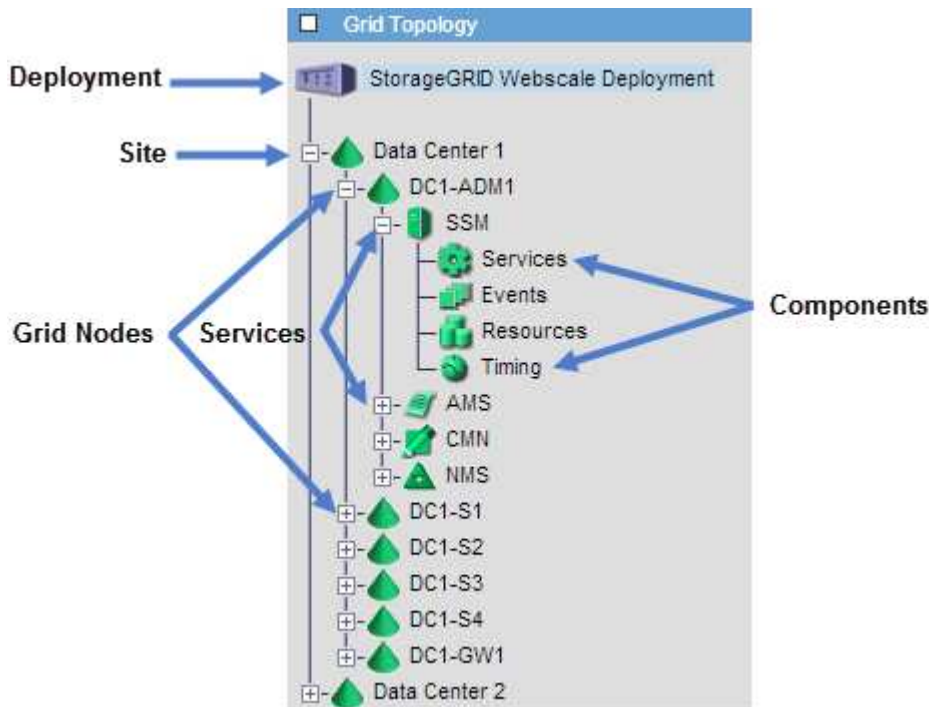 Grid Topology
Deployment
StorageGRID Webscale Deployment
Site
Data Center 1
DC1-ADM1
SSM
Services
Events
Components
Grid Nodes
Services
Resources
Timing
AMS
CMN
NMS
DC1-S1
DC1-S2
DC1-S3
DC1-S4
DC1-GW1
Data Center 2